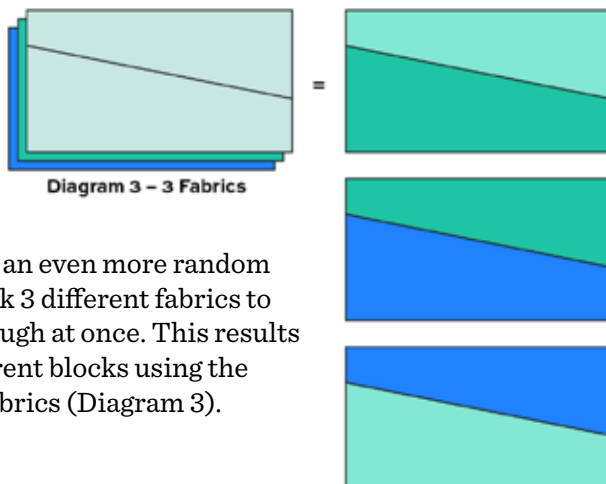 =
Diagram 3 – 3 Fabrics
an even more random
k 3 different fabrics to
ugh at once. This results
rent blocks using the
brics (Diagram 3).